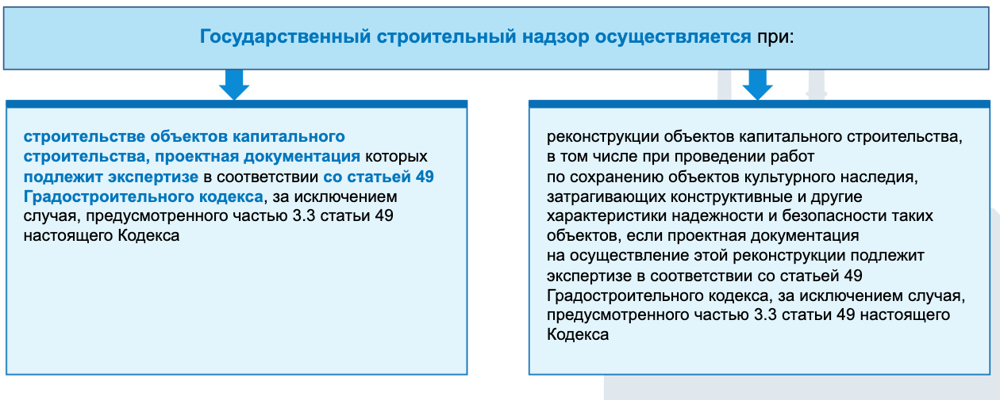 Государственный строительный надзор осуществляется при:
строительстве объектов капитального
строительства, проектная документация которых
подлежит экспертизе в соответствии со статьей 49
Градостроительного кодекса, за исключением
случая, предусмотренного частью 3.3 статьи 49
настоящего Кодекса
реконструкции объектов капитального строительства,
в том числе при проведении работ
по сохранению объектов культурного наследия,
затрагивающих конструктивные и другие
характеристики надежности и безопасности таких
объектов, если проектная документация
на осуществление этой реконструкции подлежит
экспертизе в соответствии со статьей 49
Градостроительного кодекса, за исключением случая,
предусмотренного частью 3.3 статьи 49 настоящего
Кодекса